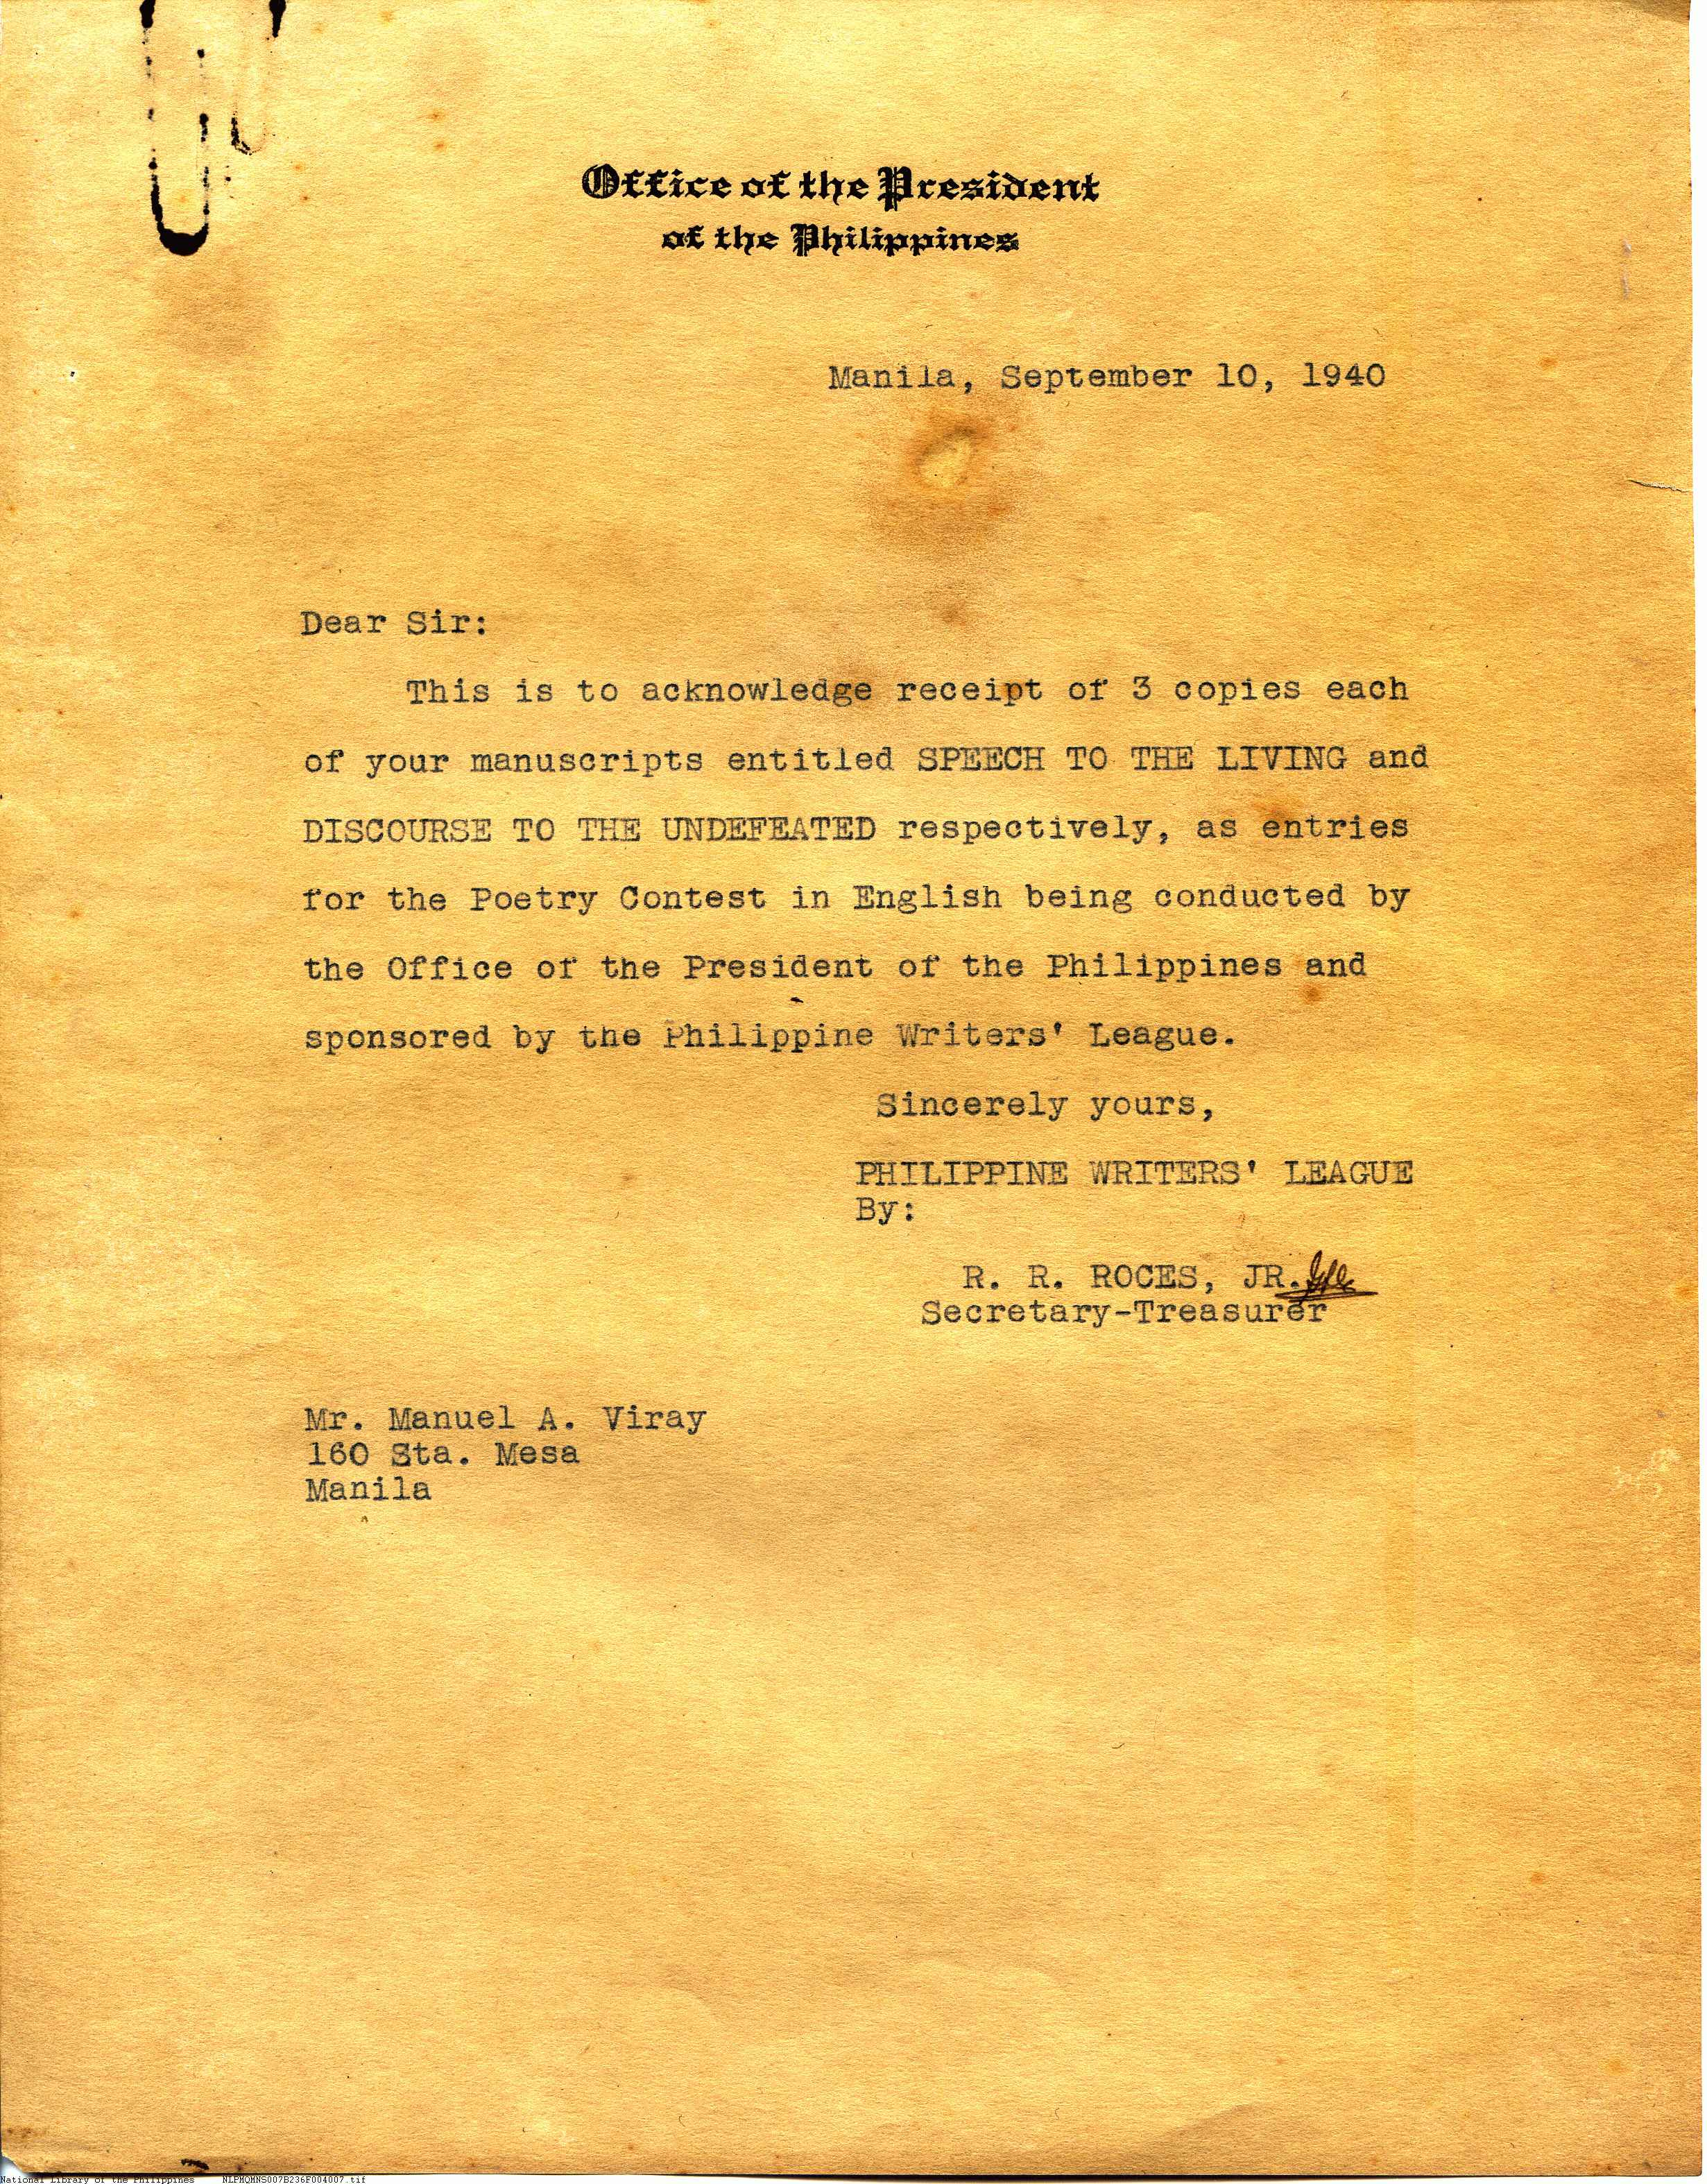 Office of the President
of the Philippines
Manila, September 10, 1940
Dear Sir:
This is to acknowledge receipt of 3 copies each
of your manuscripts entitled SPEECH TO THE LIVING and
DISCOURSE TO THE UNDEFEATED respectively, as entries
for the Poetry Contest in English being conducted by
the Office of the President of the Philippines and
sponsored by the Philippine Writers' League.
Sincerely yours,
PHILIPPINE WRITERS' LEAGUE
By:
R. R. ROCES, JR.
Secretary-Treasurer
Mr. Manuel A. Viray
160 Sta. Mesa
Manila
National Library of the Philippines NLPMQMNS007B236F004007.tif